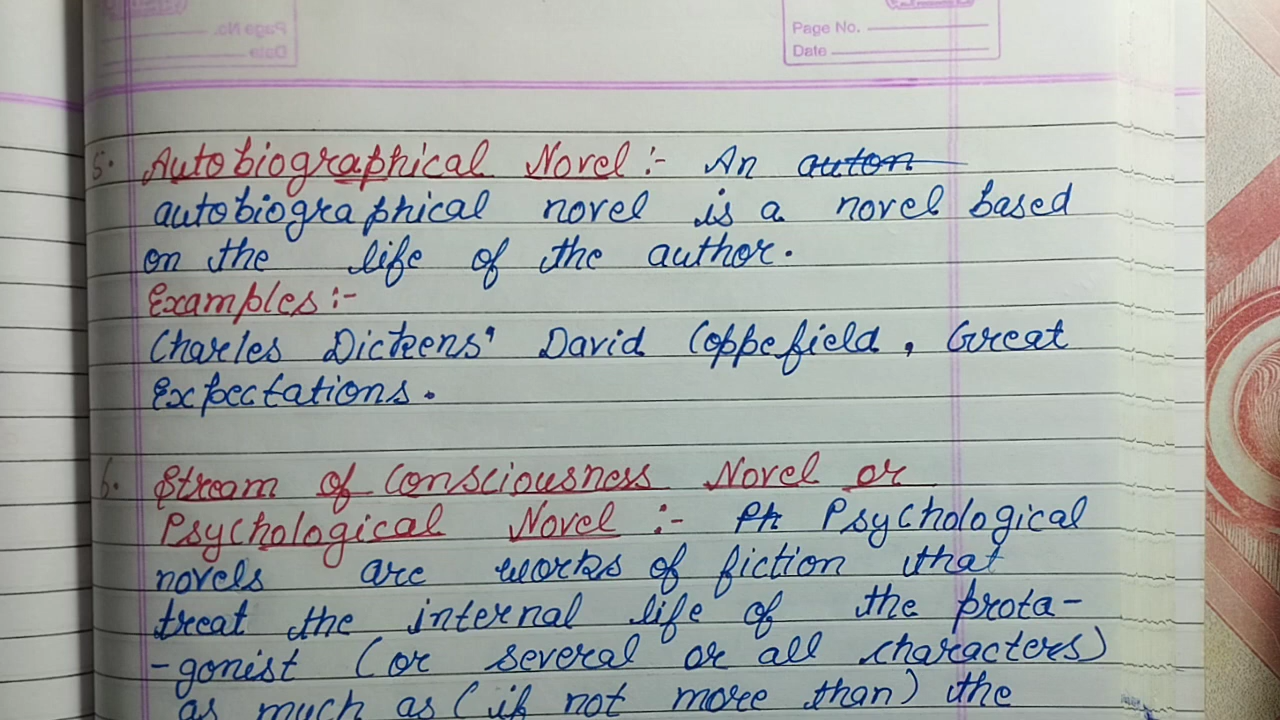 Page No.
Date
5. Autobiographical Novel :- An auton
autobiographical novel is a novel based
on the life of the author.
Examples :-
Charles Dickens' David Coppefield, Great
Expectations.
6. Stream of Consciousness Novel or
Psychological Novel :- Ph Psychological
novels are works of fiction that
treat the internal life of the prota-
-gonist (or several or all characters)
as much as (if not more than) the